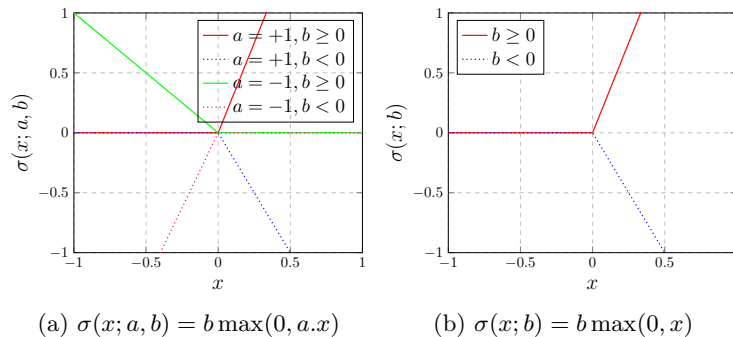 1
0.5
0
−0.5
−1
−1
−0.5
0
0.5
1
x
σ(x; a, b)
a = +1, b ≥ 0
a = +1, b < 0
a = −1, b ≥ 0
a = −1, b < 0
(a) σ(x; a, b) = b max(0, a.x)
1
0.5
0
−0.5
−1
−1
−0.5
0
0.5
x
σ(x; b)
b ≥ 0
b < 0
(b) σ(x; b) = b max(0, x)